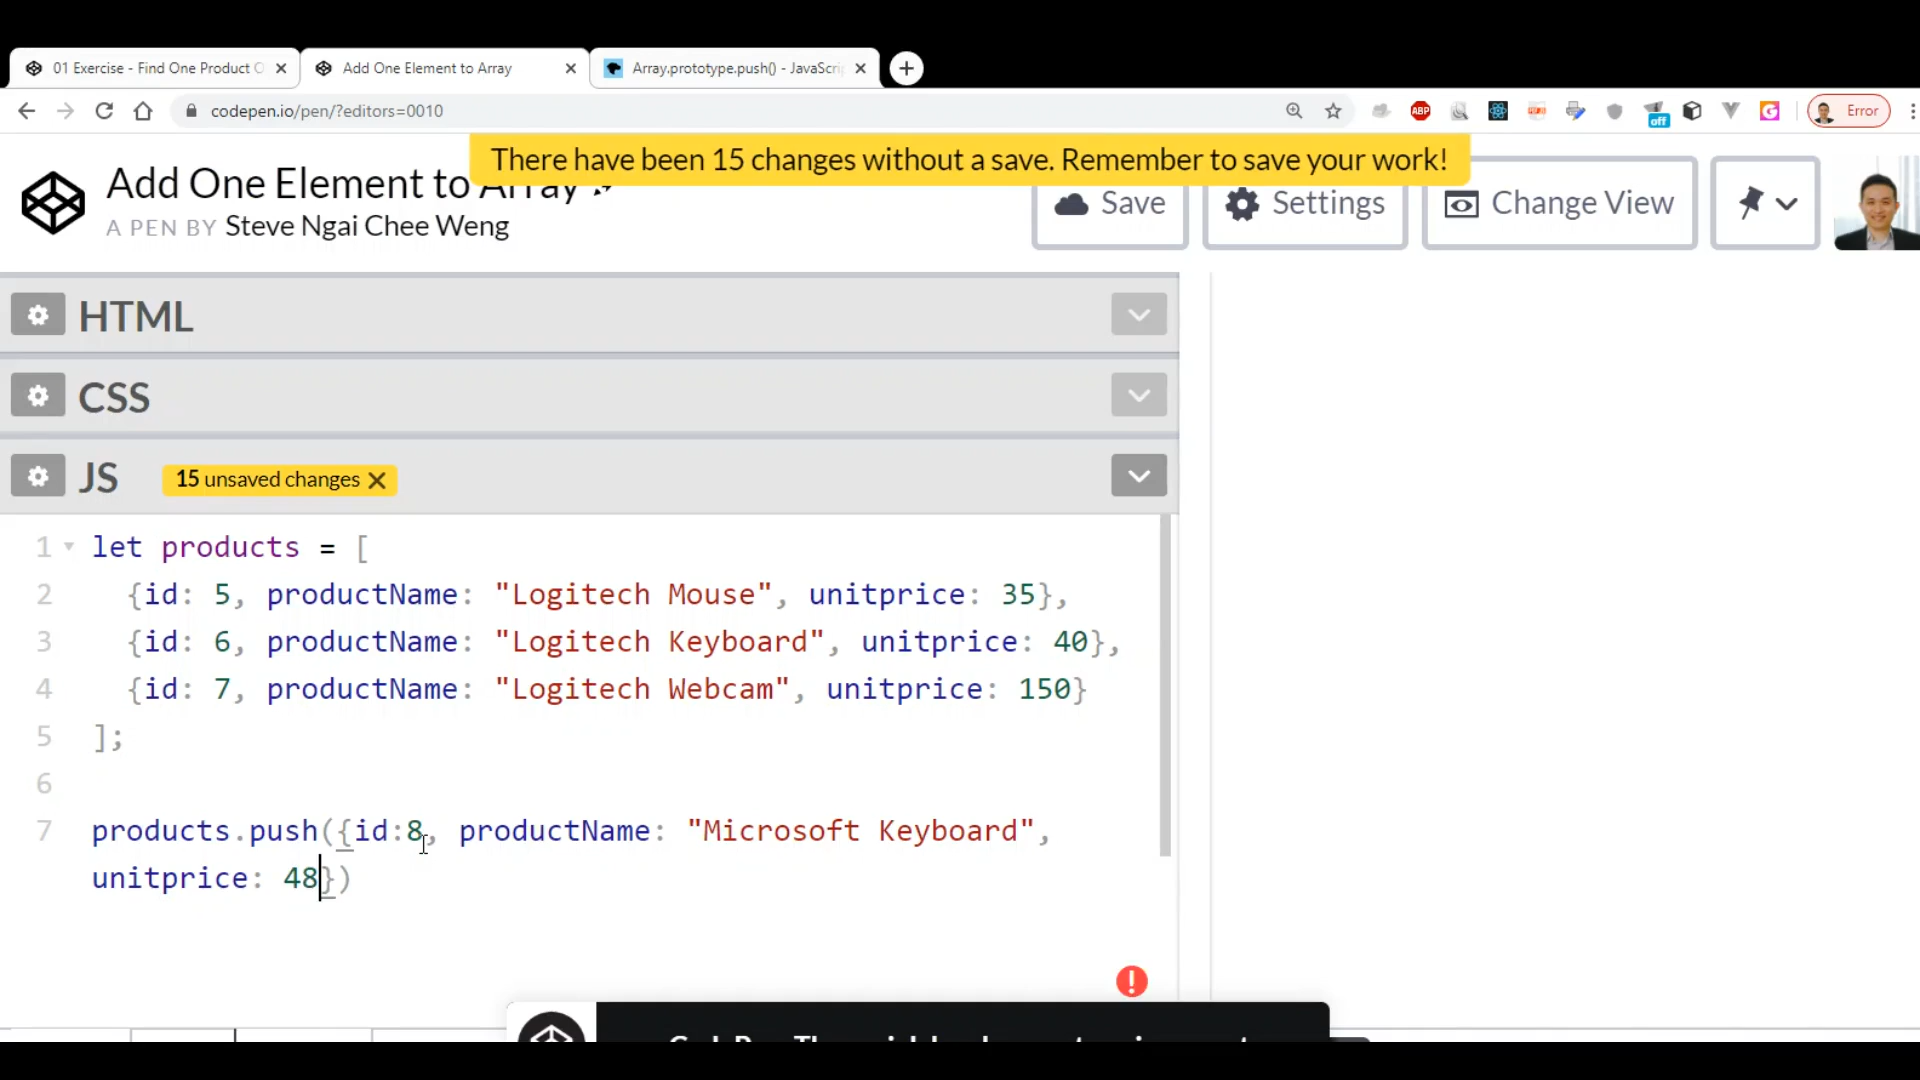 01 Exercise - Find One Product O
Add One Element to Array
Array.prototype.push() - JavaScri
codepen.io/pen/?editors=0010
ABP
off
Error
There have been 15 changes without a save. Remember to save your work!
Add One Element to Array
A PEN BY Steve Ngai Chee Weng
Save
Settings
Change View
HTML
CSS
JS
15 unsaved changes
1 let products = [
2 {id: 5, productName: "Logitech Mouse", unitprice: 35},
3 {id: 6, productName: "Logitech Keyboard", unitprice: 40},
4 {id: 7, productName: "Logitech Webcam", unitprice: 150}
5 ];
6
7 products.push({id:8, productName: "Microsoft Keyboard",
unitprice: 48})